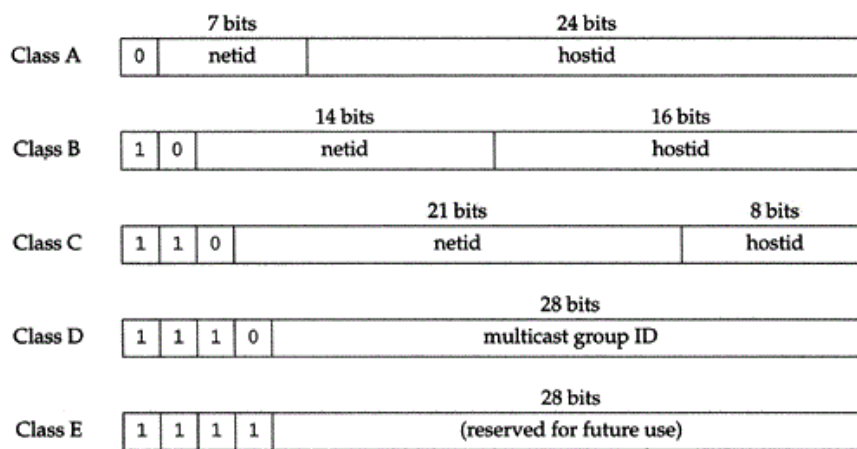 7 bits 24 bits
Class A 0 netid hostid
14 bits 16 bits
Class B 1 0 netid hostid
21 bits 8 bits
Class C 1 1 0 netid hostid
28 bits
Class D 1 1 1 0 multicast group ID
28 bits
Class E 1 1 1 1 (reserved for future use)